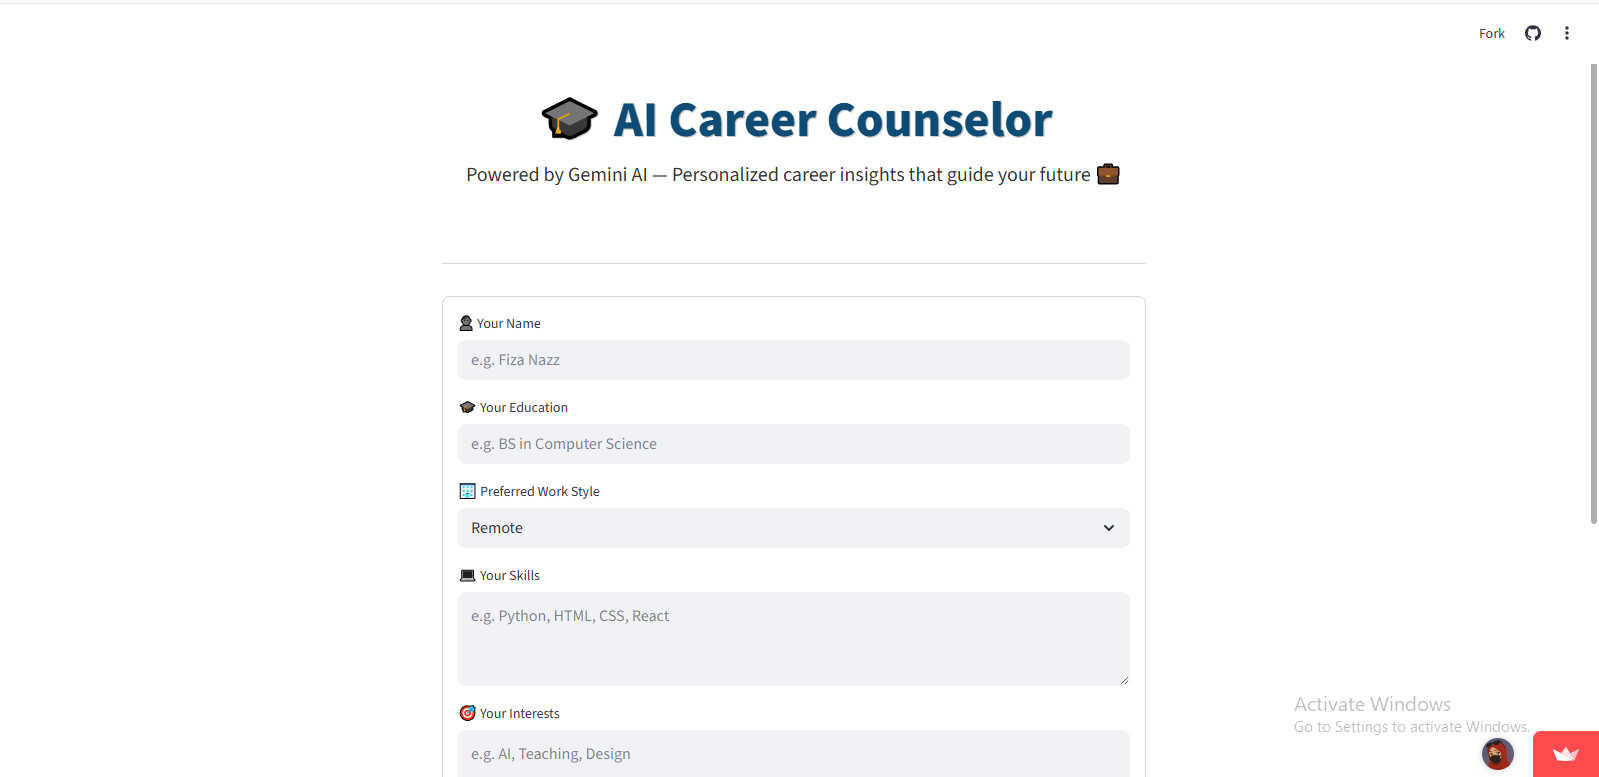 Fork
AI Career Counselor
Powered by Gemini AI — Personalized career insights that guide your future
Your Name
e.g. Fiza Nazz
Your Education
e.g. BS in Computer Science
Preferred Work Style
Remote
Your Skills
e.g. Python, HTML, CSS, React
Your Interests
e.g. AI, Teaching, Design
Activate Windows
Go to Settings to activate Windows.